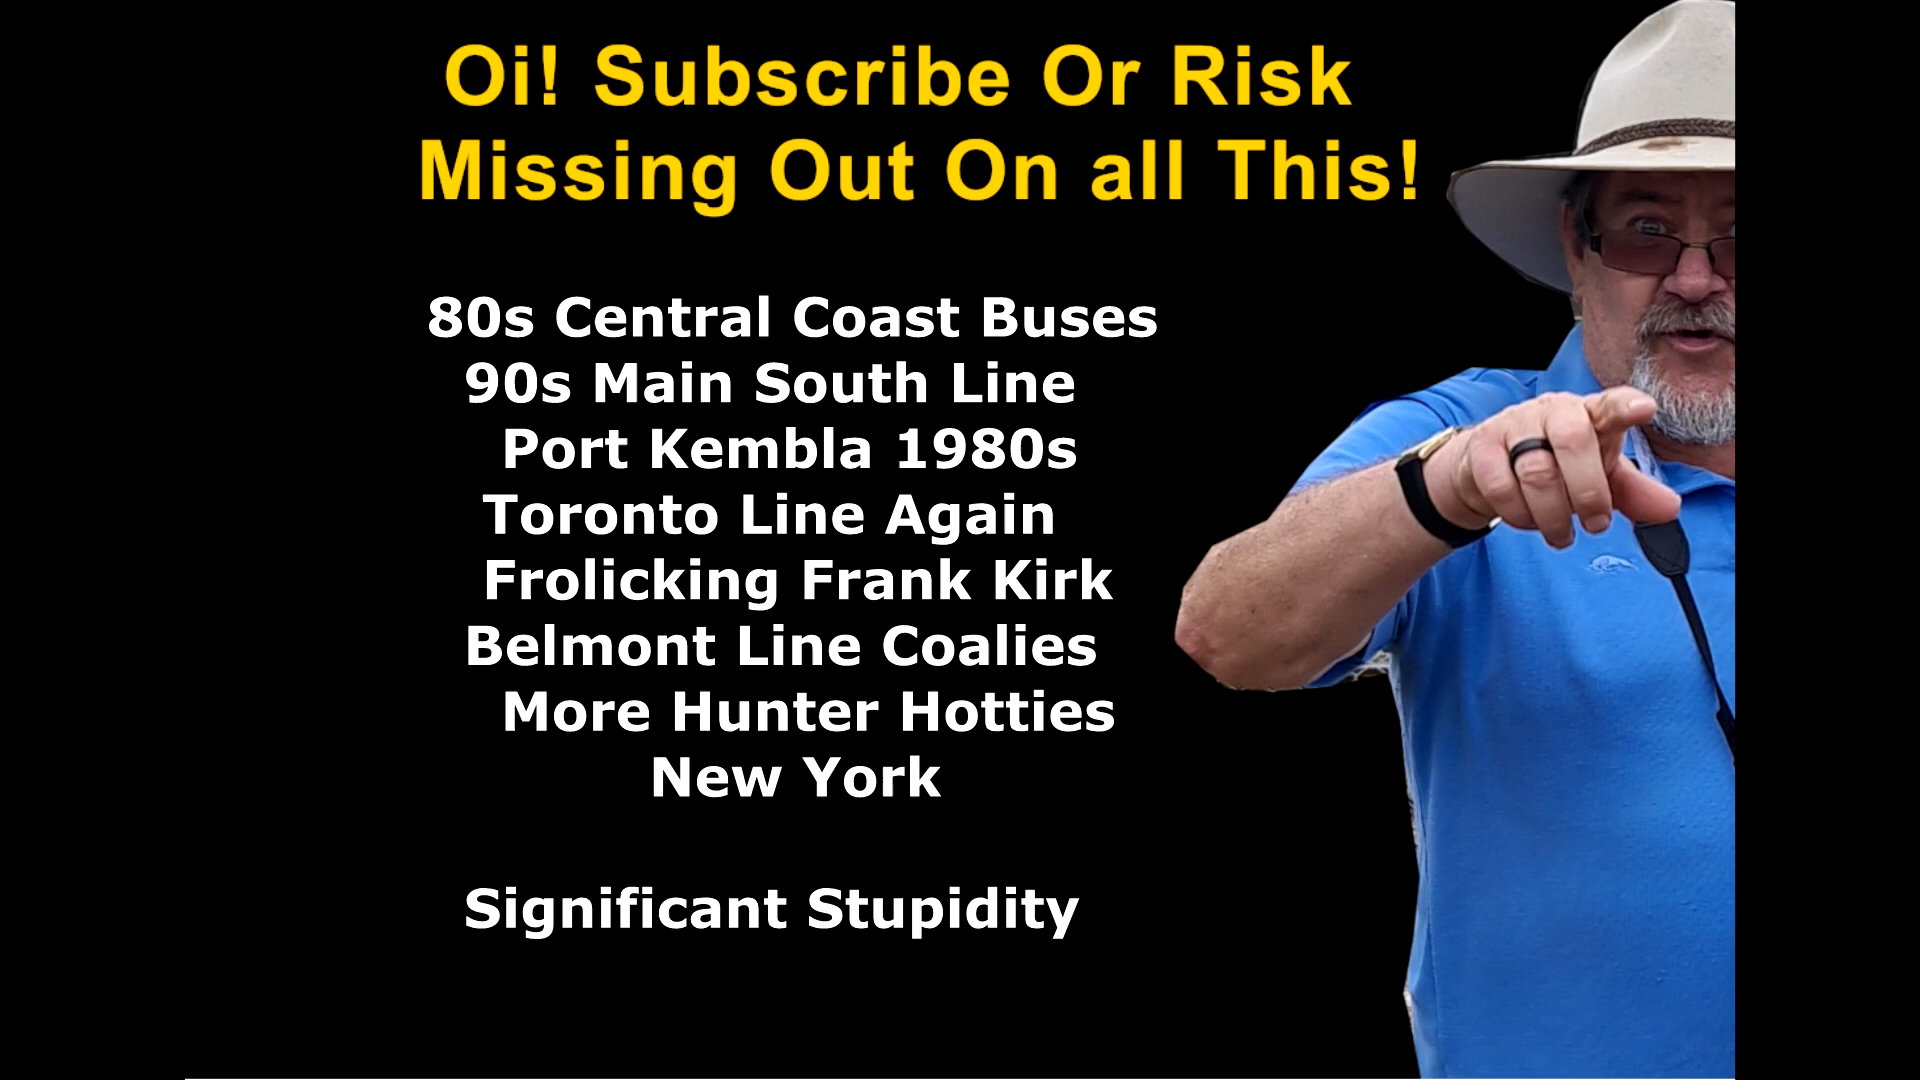 Oi! Subscribe Or Risk
Missing Out On all This!
80s Central Coast Buses
90s Main South Line
Port Kembla 1980s
Toronto Line Again
Frolicking Frank Kirk
Belmont Line Coalies
More Hunter Hotties
New York
Significant Stupidity